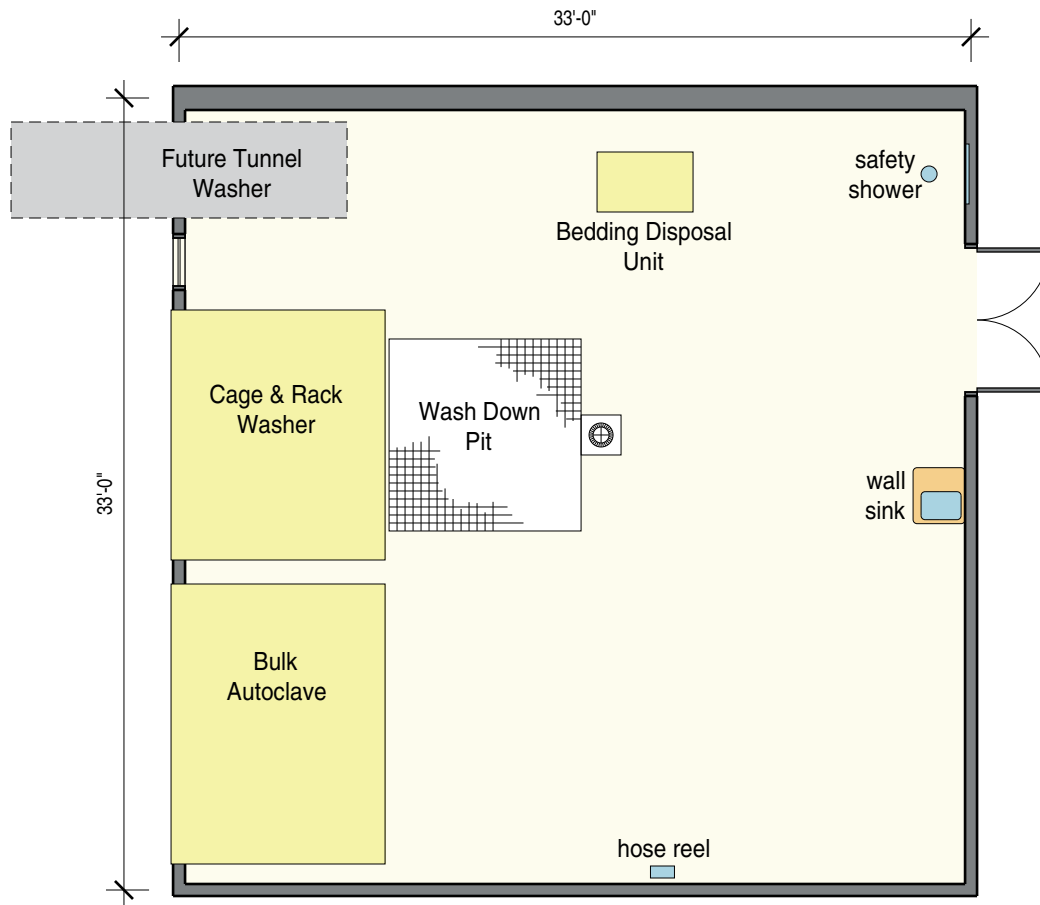 33'-0"
Future Tunnel
Washer
safety
shower
Bedding Disposal
Unit
Cage & Rack
Washer
Wash Down
Pit
33'-0"
wall
sink
Bulk
Autoclave
hose reel